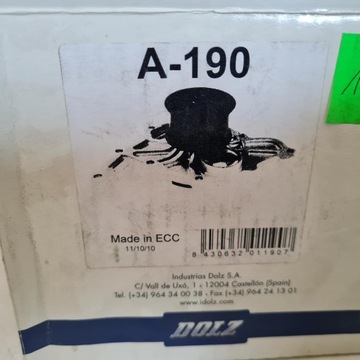 A-190
Made in ECC
11/10/10
8 430632 011907
Industrias Dolz S.A.
C/ Vall de Uxó, 1 - 12004 Castellón (Spain)
Tel. (+34) 964 34 00 38 - Fax (+34) 964 24 13 01
www.idolz.com
DOLZ